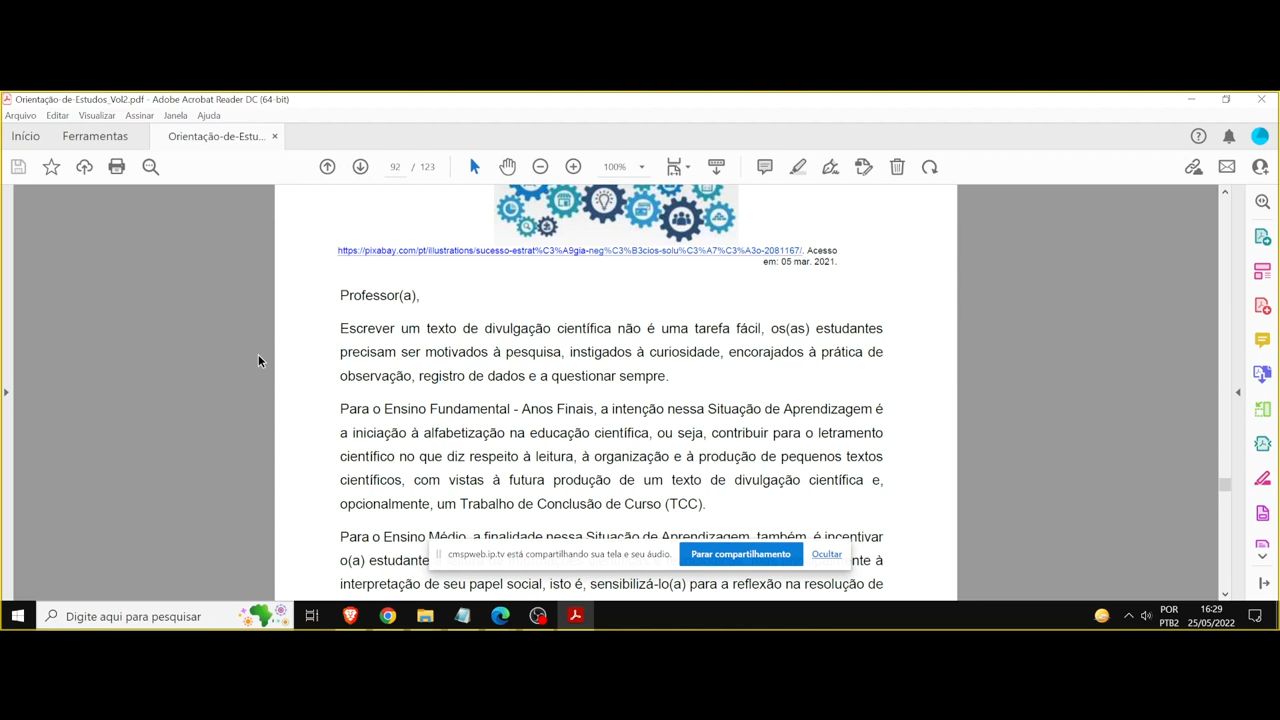 Orientação-de-Estudos_Vol2.pdf - Adobe Acrobat Reader DC (64-bit)
Arquivo Editar Visualizar Assinar Janela Ajuda
Início Ferramentas Orientação-de-Estu... ×
92 / 123 100%
https://pixabay.com/pt/illustrations/sucesso-estrat%C3%A9gia-neg%C3%B3cios-solu%C3%A7%C3%A3o-2081167/. Acesso
em: 05 mar. 2021.
Professor(a),
Escrever um texto de divulgação científica não é uma tarefa fácil, os(as) estudantes
precisam ser motivados à pesquisa, instigados à curiosidade, encorajados à prática de
observação, registro de dados e a questionar sempre.
Para o Ensino Fundamental - Anos Finais, a intenção nessa Situação de Aprendizagem é
a iniciação à alfabetização na educação científica, ou seja, contribuir para o letramento
científico no que diz respeito à leitura, à organização e à produção de pequenos textos
científicos, com vistas à futura produção de um texto de divulgação científica e,
opcionalmente, um Trabalho de Conclusão de Curso (TCC).
Para o Ensino Médio, a finalidade nessa Situação de Aprendizagem, também, é incentivar
o(a) estudante
à
cmspweb.ip.tv está compartilhando sua tela e seu áudio. Parar compartilhamento Ocultar
interpretação de seu papel social, isto é, sensibilizá-lo(a) para a reflexão na resolução de
Digite aqui para pesquisar
POR 16:29
PTB2 25/05/2022